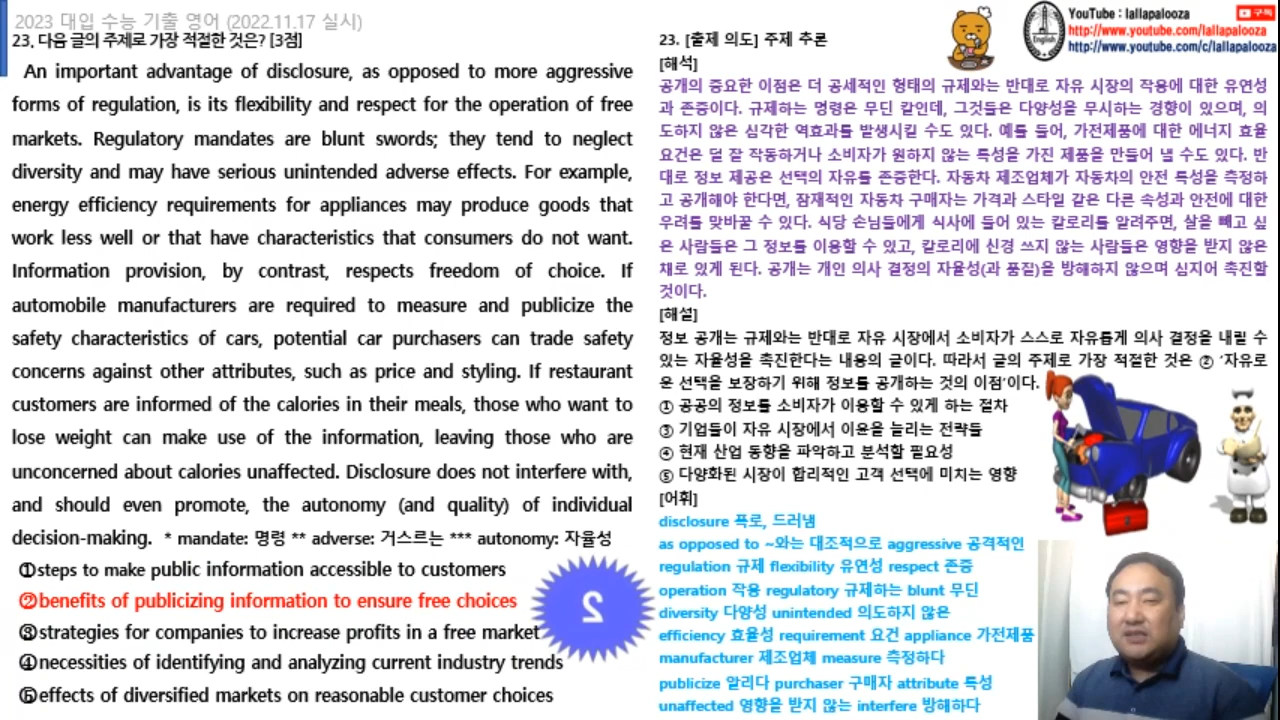 2023 대입 수능 기출 영어 (2022.11.17 실시)
23. 다음 글의 주제로 가장 적절한 것은? [3점]
An important advantage of disclosure, as opposed to more aggressive
forms of regulation, is its flexibility and respect for the operation of free
markets. Regulatory mandates are blunt swords; they tend to neglect
diversity and may have serious unintended adverse effects. For example,
energy efficiency requirements for appliances may produce goods that
work less well or that have characteristics that consumers do not want.
Information provision, by contrast, respects freedom of choice. If
automobile manufacturers are required to measure and publicize the
safety characteristics of cars, potential car purchasers can trade safety
concerns against other attributes, such as price and styling. If restaurant
customers are informed of the calories in their meals, those who want to
lose weight can make use of the information, leaving those who are
unconcerned about calories unaffected. Disclosure does not interfere with,
and should even promote, the autonomy (and quality) of individual
decision-making. * mandate: 명령 ** adverse: 거스르는 *** autonomy: 자율성
①steps to make public information accessible to customers
②benefits of publicizing information to ensure free choices
③strategies for companies to increase profits in a free market
④necessities of identifying and analyzing current industry trends
⑤effects of diversified markets on reasonable customer choices
2
23. [출제 의도] 주제 추론
[해석]
공개의 중요한 이점은 더 공세적인 형태의 규제와는 반대로 자유 시장의 작용에 대한 유연성
과 존중이다. 규제하는 명령은 무딘 칼인데, 그것들은 다양성을 무시하는 경향이 있으며, 의
도하지 않은 심각한 역효과를 발생시킬 수도 있다. 예를 들어, 가전제품에 대한 에너지 효율
요건은 덜 잘 작동하거나 소비자가 원하지 않는 특성을 가진 제품을 만들어 낼 수도 있다. 반
대로 정보 제공은 선택의 자유를 존중한다. 자동차 제조업체가 자동차의 안전 특성을 측정하
고 공개해야 한다면, 잠재적인 자동차 구매자는 가격과 스타일 같은 다른 속성과 안전에 대한
우려를 맞바꿀 수 있다. 식당 손님들에게 식사에 들어 있는 칼로리를 알려주면, 살을 빼고 싶
은 사람들은 그 정보를 이용할 수 있고, 칼로리에 신경 쓰지 않는 사람들은 영향을 받지 않은
채로 있게 된다. 공개는 개인 의사 결정의 자율성(과 품질)을 방해하지 않으며 심지어 촉진할
것이다.
[해설]
정보 공개는 규제와는 반대로 자유 시장에서 소비자가 스스로 자유롭게 의사 결정을 내릴 수
있는 자율성을 촉진한다는 내용의 글이다. 따라서 글의 주제로 가장 적절한 것은 ② ‘자유로
운 선택을 보장하기 위해 정보를 공개하는 것의 이점’이다.
① 공공의 정보를 소비자가 이용할 수 있게 하는 절차
③ 기업들이 자유 시장에서 이윤을 늘리는 전략들
④ 현재 산업 동향을 파악하고 분석할 필요성
⑤ 다양화된 시장이 합리적인 고객 선택에 미치는 영향
[어휘]
disclosure 폭로, 드러냄
as opposed to ~와는 대조적으로 aggressive 공격적인
regulation 규제 flexibility 유연성 respect 존중
operation 작용 regulatory 규제하는 blunt 무딘
diversity 다양성 unintended 의도하지 않은
efficiency 효율성 requirement 요건 appliance 가전제품
manufacturer 제조업체 measure 측정하다
publicize 알리다 purchaser 구매자 attribute 특성
unaffected 영향을 받지 않는 interfere 방해하다
English
YouTube : lallapalooza
구독
http://www.youtube.com/lallapalooza
http://www.youtube.com/c/lallapalooza